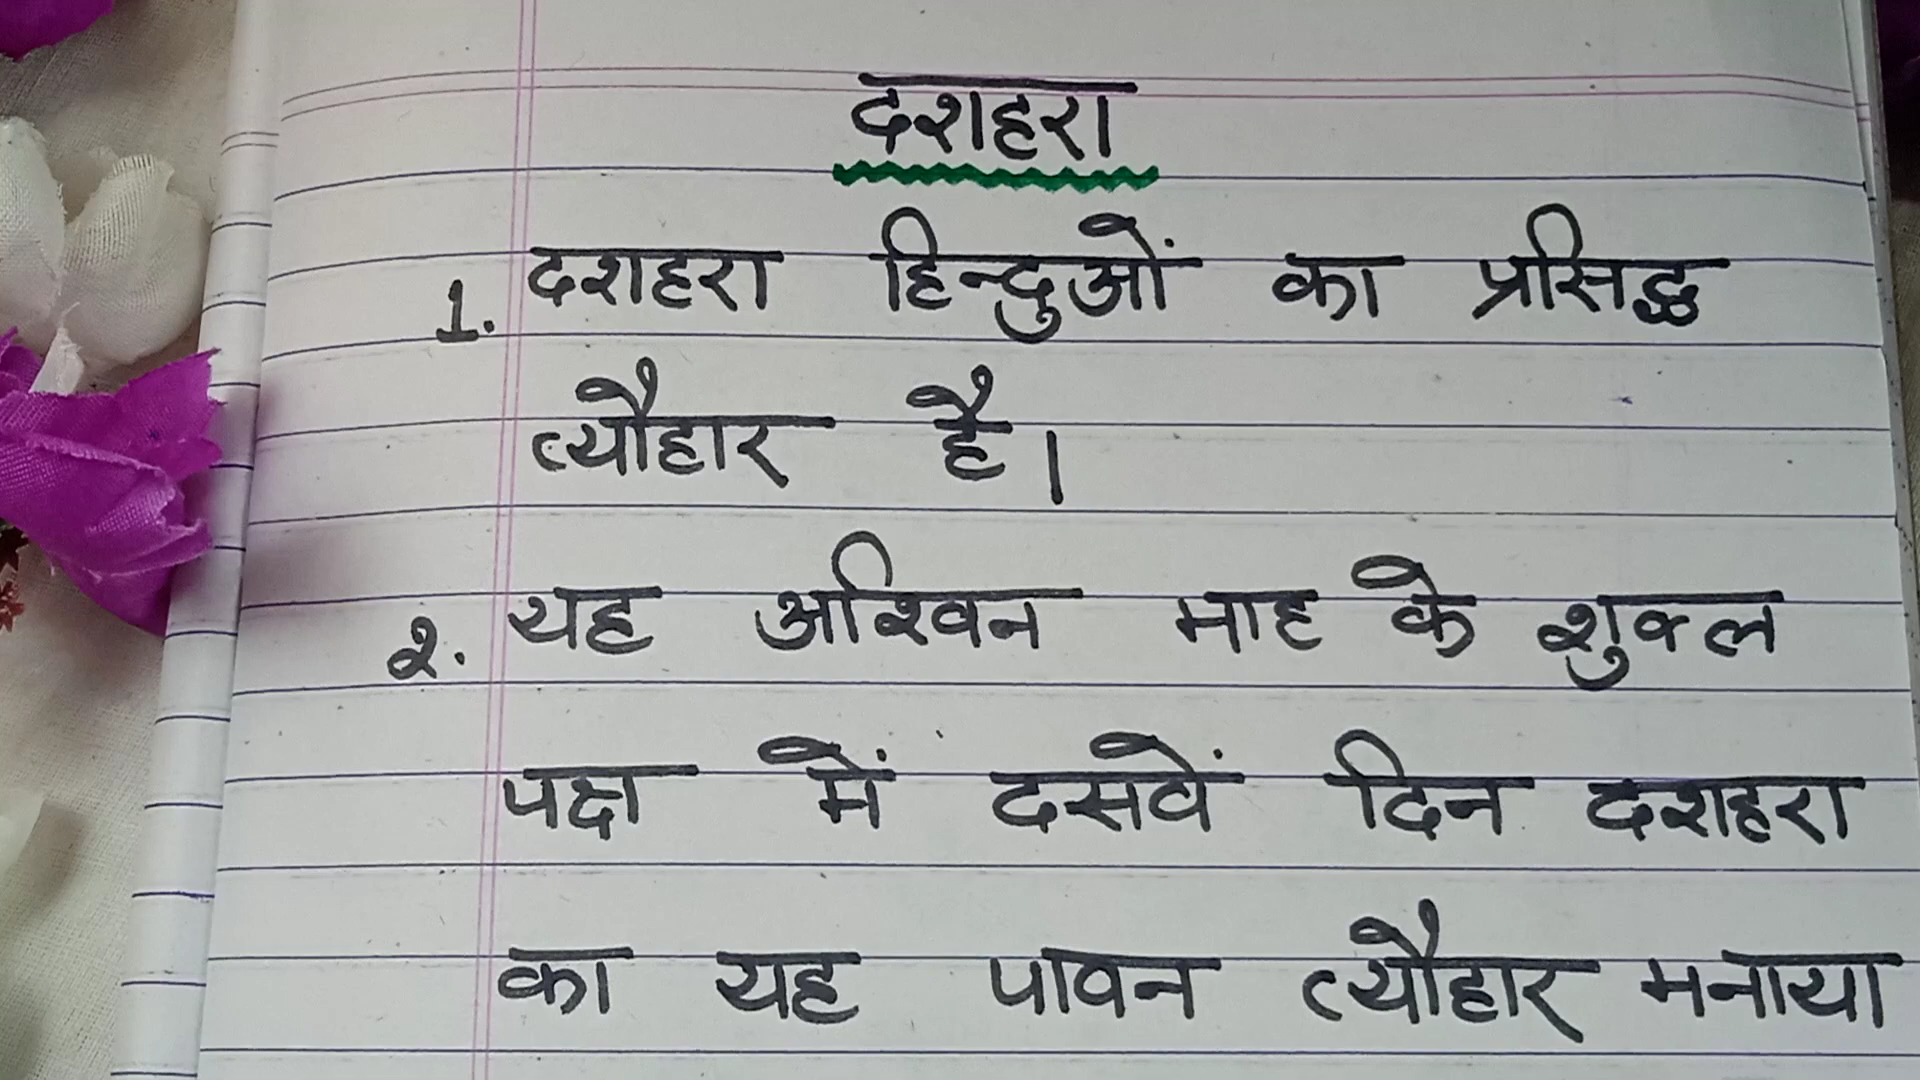 दशहरा
1. दशहरा हिन्दुओं का प्रसिद्ध
त्यौहार है।
2. यह अश्विन माह के शुक्ल
पक्ष में दसवें दिन दशहरा
का यह पावन त्यौहार मनाया